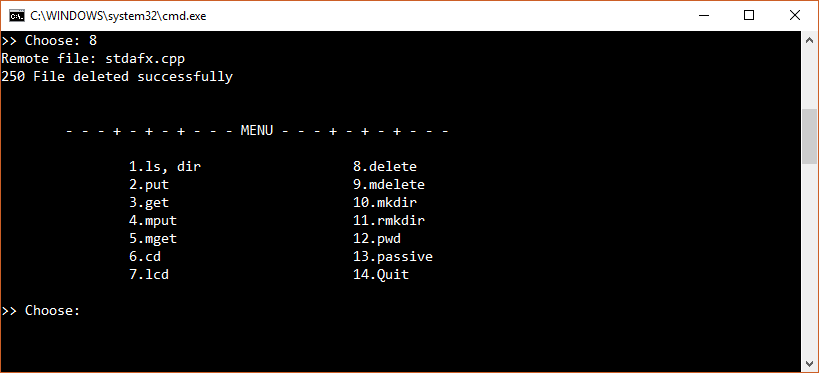 C:\WINDOWS\system32\cmd.exe
>> Choose: 8
Remote file: stdafx.cpp
250 File deleted successfully
- - - + - + - + - - - MENU - - - + - + - + - - -
1.ls, dir 8.delete
2.put 9.mdelete
3.get 10.mkdir
4.mput 11.rmkdir
5.mget 12.pwd
6.cd 13.passive
7.lcd 14.Quit
>> Choose: